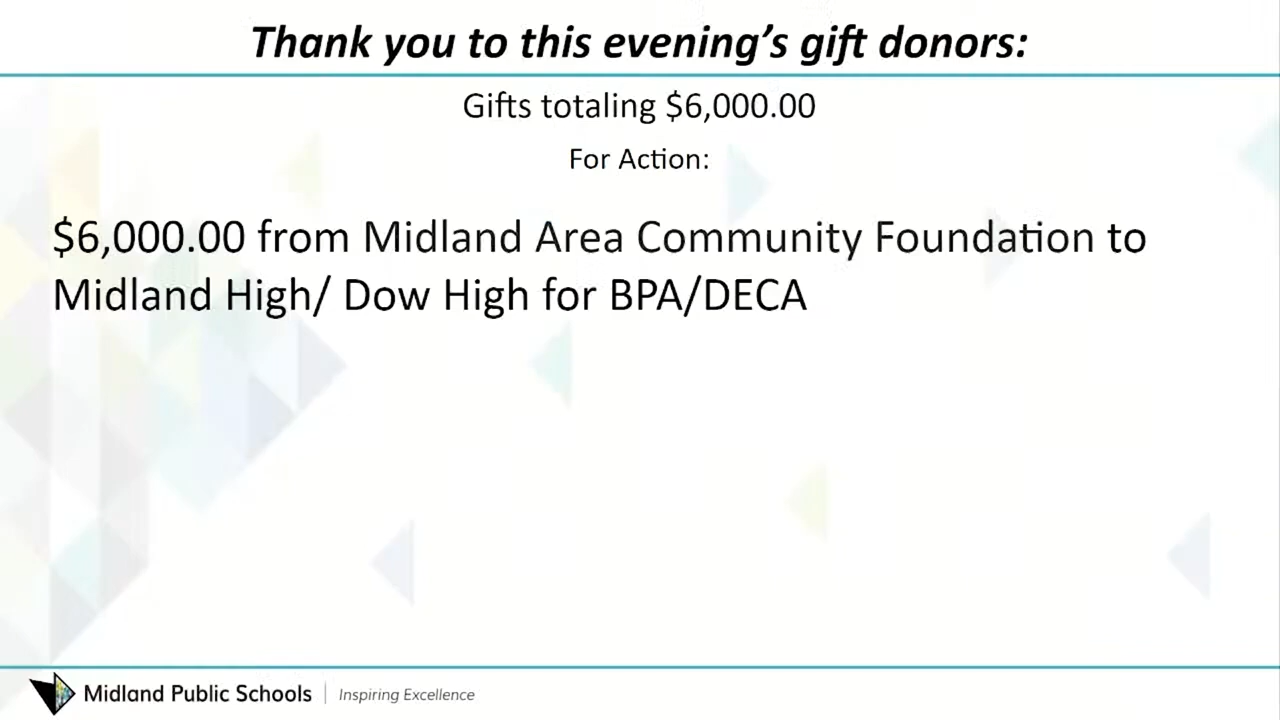 Thank you to this evening’s gift donors:
Gifts totaling $6,000.00
For Action:
$6,000.00 from Midland Area Community Foundation to
Midland High/ Dow High for BPA/DECA
Midland Public Schools | Inspiring Excellence